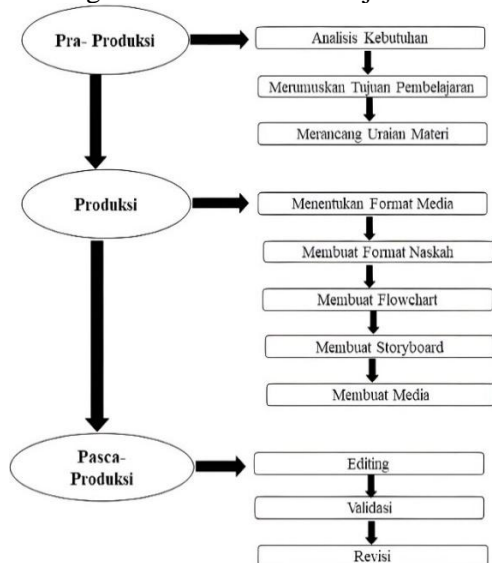 Pra- Produksi
Analisis Kebutuhan
Merumuskan Tujuan Pembelajaran
Merancang Uraian Materi
Produksi
Menentukan Format Media
Membuat Format Naskah
Membuat Flowchart
Membuat Storyboard
Membuat Media
Pasca-
Produksi
Editing
Validasi
Revisi